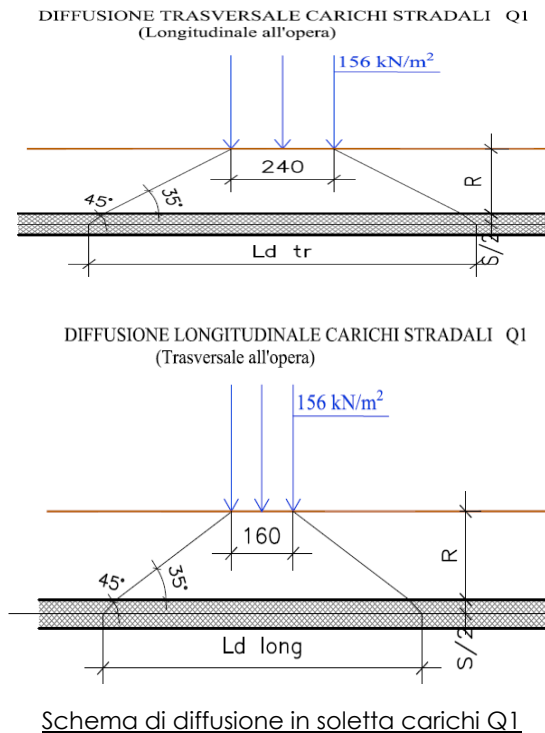 DIFFUSIONE TRASVERSALE CARICHI STRADALI Q1
(Longitudinale all'opera)
156 kN/m²
240
R
45°
35°
S/2
Ld tr
DIFFUSIONE LONGITUDINALE CARICHI STRADALI Q1
(Trasversale all'opera)
156 kN/m²
160
R
45°
35°
S/2
Ld long
Schema di diffusione in soletta carichi Q1